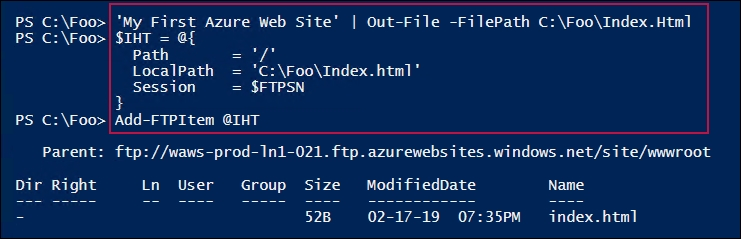 PS C:\Foo> 'My First Azure Web Site' | Out-File -FilePath C:\Foo\Index.Html
PS C:\Foo> $IHT = @{
Path = '/'
LocalPath = 'C:\Foo\Index.html'
Session = $FTPSN
}
PS C:\Foo> Add-FTPItem @IHT
Parent: ftp://waws-prod-ln1-021.ftp.azurewebsites.windows.net/site/wwwroot
Dir Right Ln User Group Size ModifiedDate Name
--- ----- -- ---- ----- ---- ------------ ----
- 52B 02-17-19 07:35PM index.html